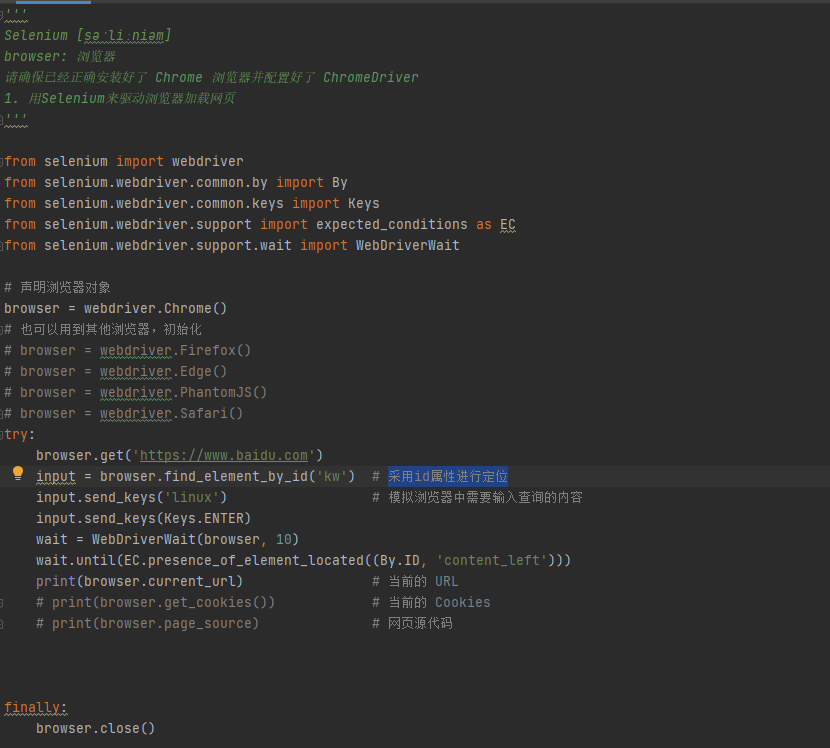 '''
Selenium [səˈliːniəm]
browser: 浏览器
请确保已经正确安装好了 Chrome 浏览器并配置好了 ChromeDriver
1. 用Selenium来驱动浏览器加载网页
'''
from selenium import webdriver
from selenium.webdriver.common.by import By
from selenium.webdriver.common.keys import Keys
from selenium.webdriver.support import expected_conditions as EC
from selenium.webdriver.support.wait import WebDriverWait
# 声明浏览器对象
browser = webdriver.Chrome()
# 也可以用到其他浏览器，初始化
# browser = webdriver.Firefox()
# browser = webdriver.Edge()
# browser = webdriver.PhantomJS()
# browser = webdriver.Safari()
try:
    browser.get('https://www.baidu.com')
    input = browser.find_element_by_id('kw')  # 采用id属性进行定位
    input.send_keys('linux')                  # 模拟浏览器中需要输入查询的内容
    input.send_keys(Keys.ENTER)
    wait = WebDriverWait(browser, 10)
    wait.until(EC.presence_of_element_located((By.ID, 'content_left')))
    print(browser.current_url)                # 当前的 URL
    # print(browser.get_cookies())            # 当前的 Cookies
    # print(browser.page_source)              # 网页源代码
finally:
    browser.close()